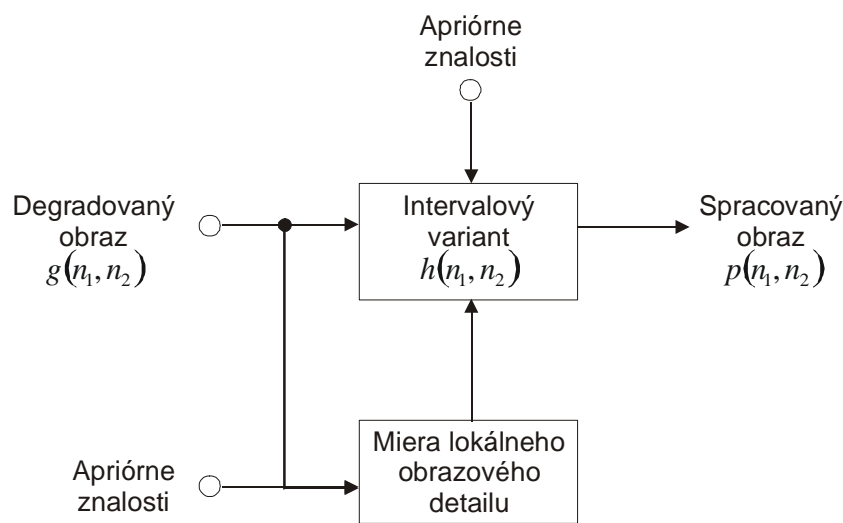 Apriórne
znalosti
Degradovaný
obraz
g(n₁, n₂)
Intervalový
variant
h(n₁, n₂)
Spracovaný
obraz
p(n₁, n₂)
Apriórne
znalosti
Miera lokálneho
obrazového
detailu